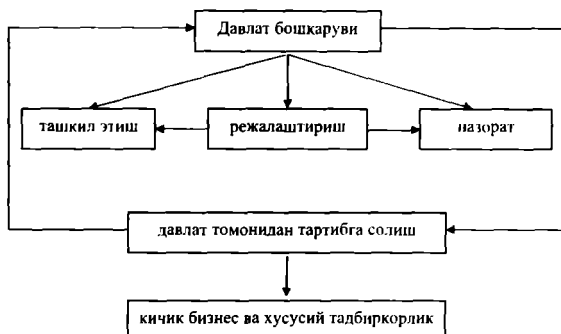 Давлат бошкаруви
ташкил этиш
режалаштириш
назорат
давлат томонидан тартибга солиш
кичик бизнес ва хусусий тадбиркорлик